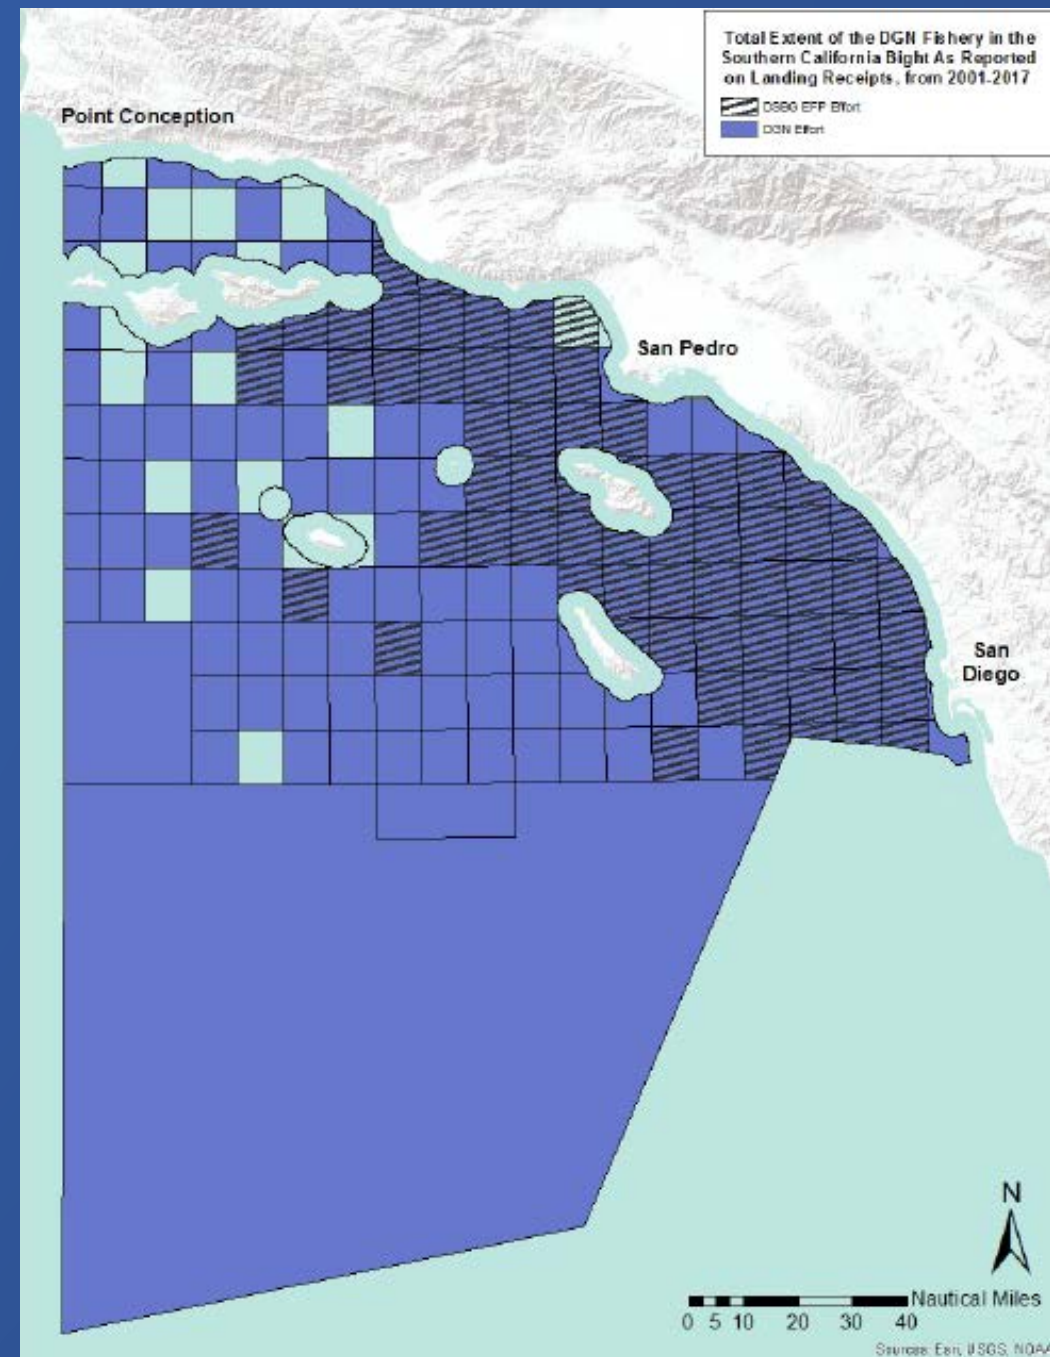 Total Extent of the DGN Fishery in the
Southern California Bight As Reported
on Landing Receipts, from 2001-2017
DSBG EFP Effort
DGN Effort
Point Conception
San Pedro
San
Diego
N
Nautical Miles
0 5 10 20 30 40
Sources: Esri, USGS, NOAA